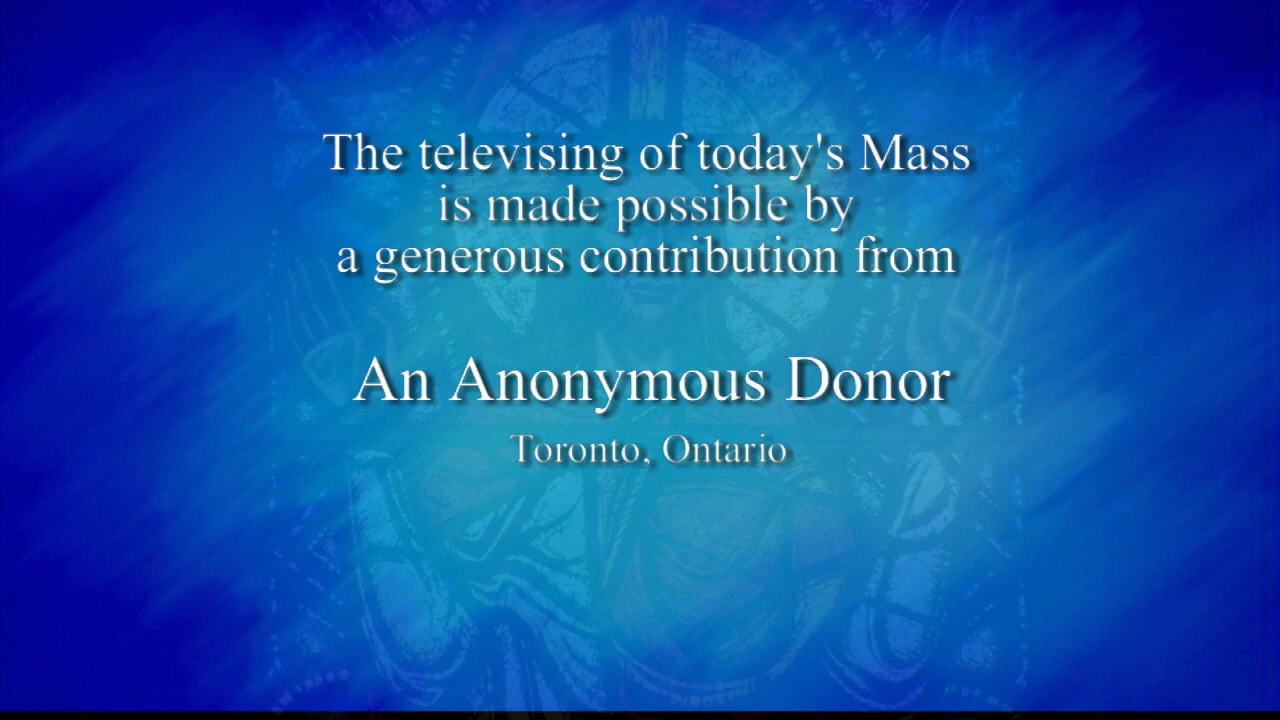 The televising of today's Mass
is made possible by
a generous contribution from
An Anonymous Donor
Toronto, Ontario